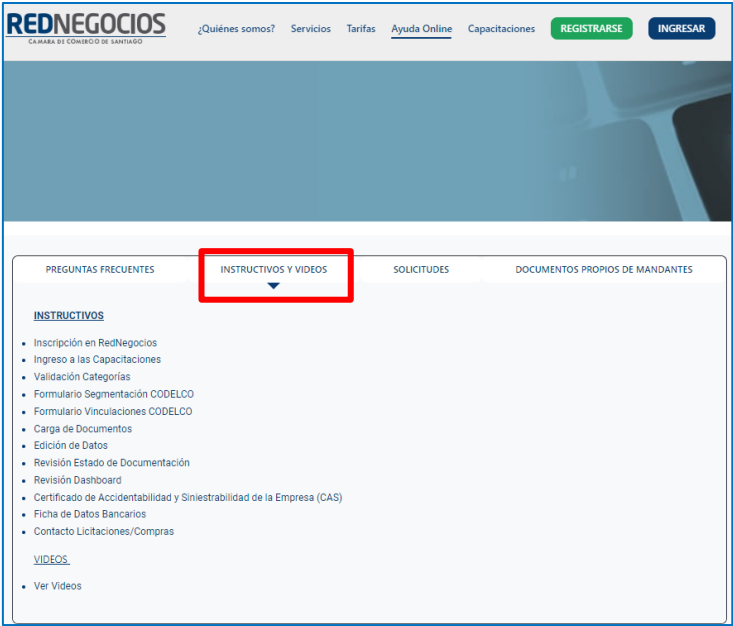 REDNEGOCIOS
CAMARA DE COMERCIO DE SANTIAGO
¿Quiénes somos? Servicios Tarifas Ayuda Online Capacitaciones REGISTRARSE INGRESAR
PREGUNTAS FRECUENTES INSTRUCTIVOS Y VIDEOS SOLICITUDES DOCUMENTOS PROPIOS DE MANDANTES
INSTRUCTIVOS
Inscripción en RedNegocios
Ingreso a las Capacitaciones
Validación Categorías
Formulario Segmentación CODELCO
Formulario Vinculaciones CODELCO
Carga de Documentos
Edición de Datos
Revisión Estado de Documentación
Revisión Dashboard
Certificado de Accidentabilidad y Siniestrabilidad de la Empresa (CAS)
Ficha de Datos Bancarios
Contacto Licitaciones/Compras
VIDEOS
Ver Videos